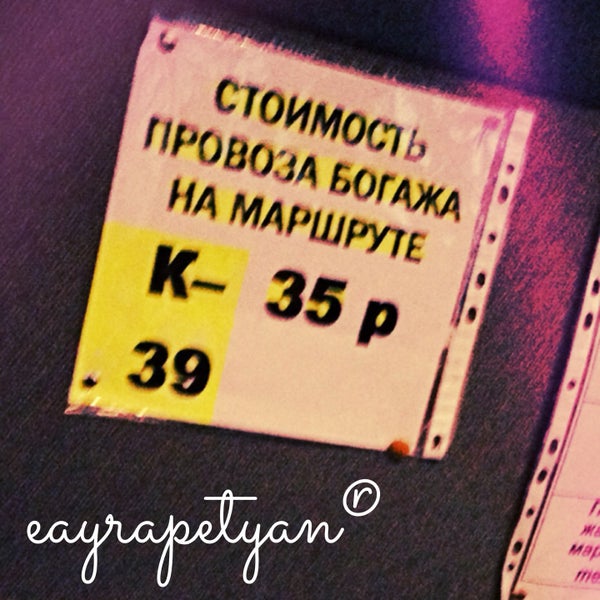 СТОИМОСТЬ
ПРОВОЗА БОГАЖА
НА МАРШРУТЕ
К– 35 р
39
eayrapetyan®